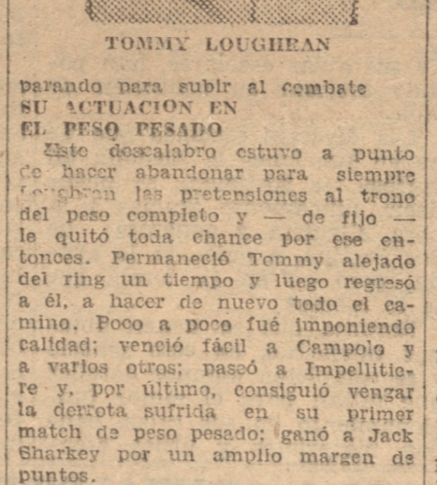 TOMMY LOUGHRAN
parando para subir al combate
SU ACTUACION EN
EL PESO PESADO
Este descalabro estuvo a punto
de hacer abandonar para siempre
Loughran las pretensiones al trono
del peso completo y — de fijo —
le quitó toda chance por ese en-
tonces. Permaneció Tommy alejado
del ring un tiempo y luego regresó
a él, a hacer de nuevo todo el ca-
mino. Poco a poco fué imponiendo
calidad; venció fácil a Campolo y
a varios otros; paseó a Impellitie-
re y, por último, consiguió vengar
la derrota sufrida en su primer
match de peso pesado; ganó a Jack
Sharkey por un amplio margen de
puntos.